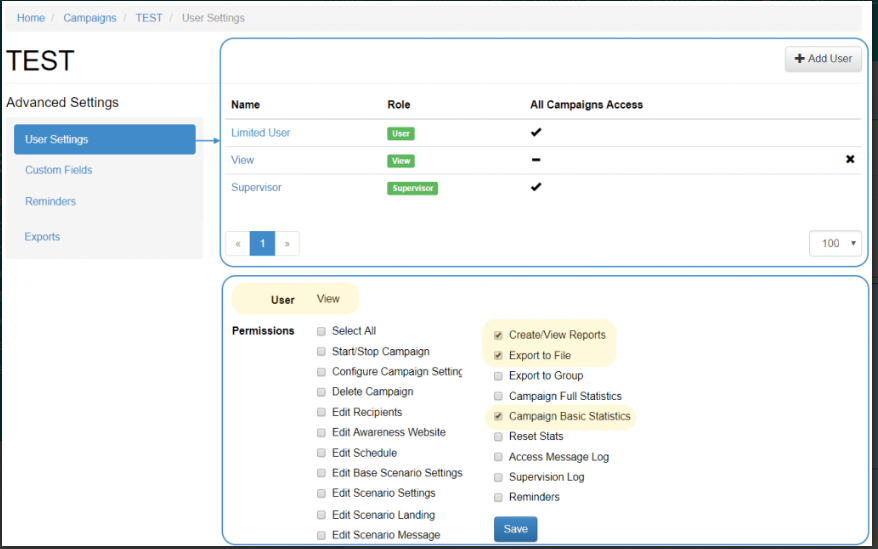 Home / Campaigns / TEST / User Settings
TEST
+ Add User
Advanced Settings
User Settings
Custom Fields
Reminders
Exports
Name Role All Campaigns Access
Limited User User ✔
View View – ✖
Supervisor Supervisor ✔
« 1 » 100 ▾
User View
Permissions
Select All
Start/Stop Campaign
Configure Campaign Setting
Delete Campaign
Edit Recipients
Edit Awareness Website
Edit Schedule
Edit Base Scenario Settings
Edit Scenario Settings
Edit Scenario Landing
Edit Scenario Message
Create/View Reports
Export to File
Export to Group
Campaign Full Statistics
Campaign Basic Statistics
Reset Stats
Access Message Log
Supervision Log
Reminders
Save